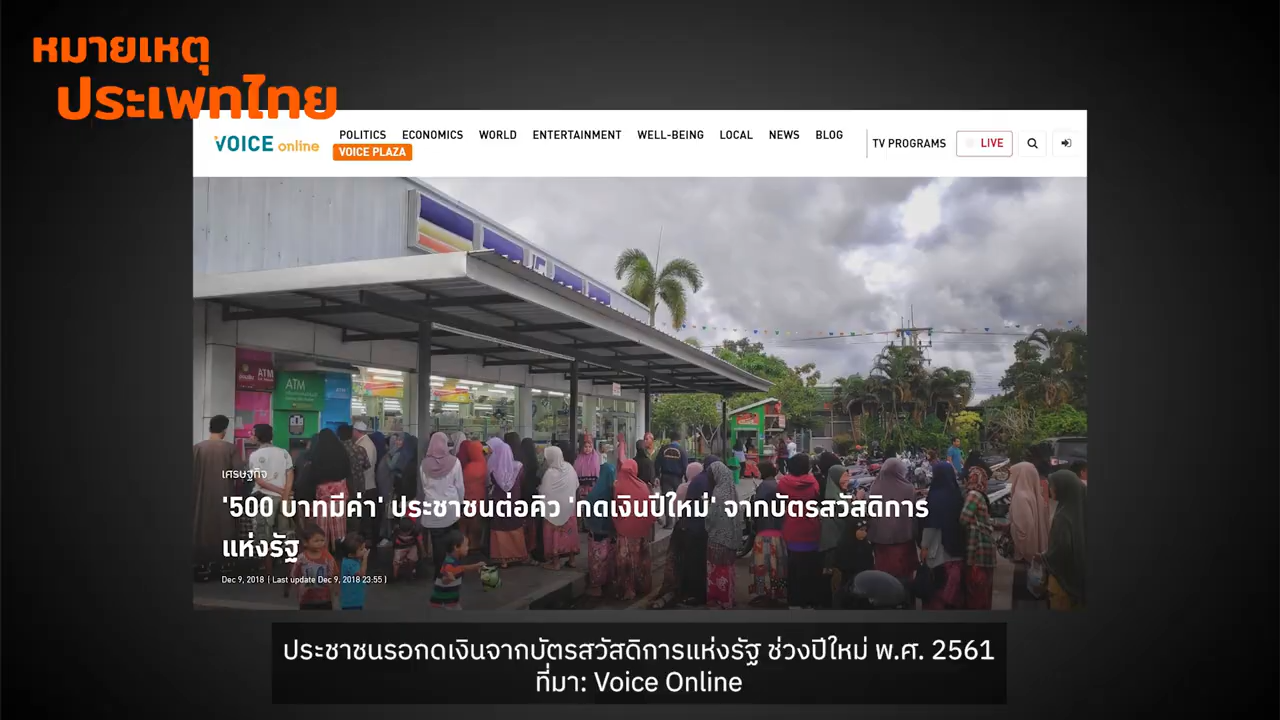 หมายเหตุ
ประเพทไทย
VOICE online
POLITICS ECONOMICS WORLD ENTERTAINMENT WELL-BEING LOCAL NEWS BLOG
VOICE PLAZA
TV PROGRAMS
LIVE
ATM
ATM
ATM
เศรษฐกิจ
'500 บาทมีค่า' ประชาชนต่อคิว 'กดเงินปีใหม่' จากบัตรสวัสดิการ
แห่งรัฐ
Dec 9, 2018 | Last update Dec 9, 2018 23:55 )
ประชาชนรอกดเงินจากบัตรสวัสดิการแห่งรัฐ ช่วงปีใหม่ พ.ศ. 2561
ที่มา: Voice Online